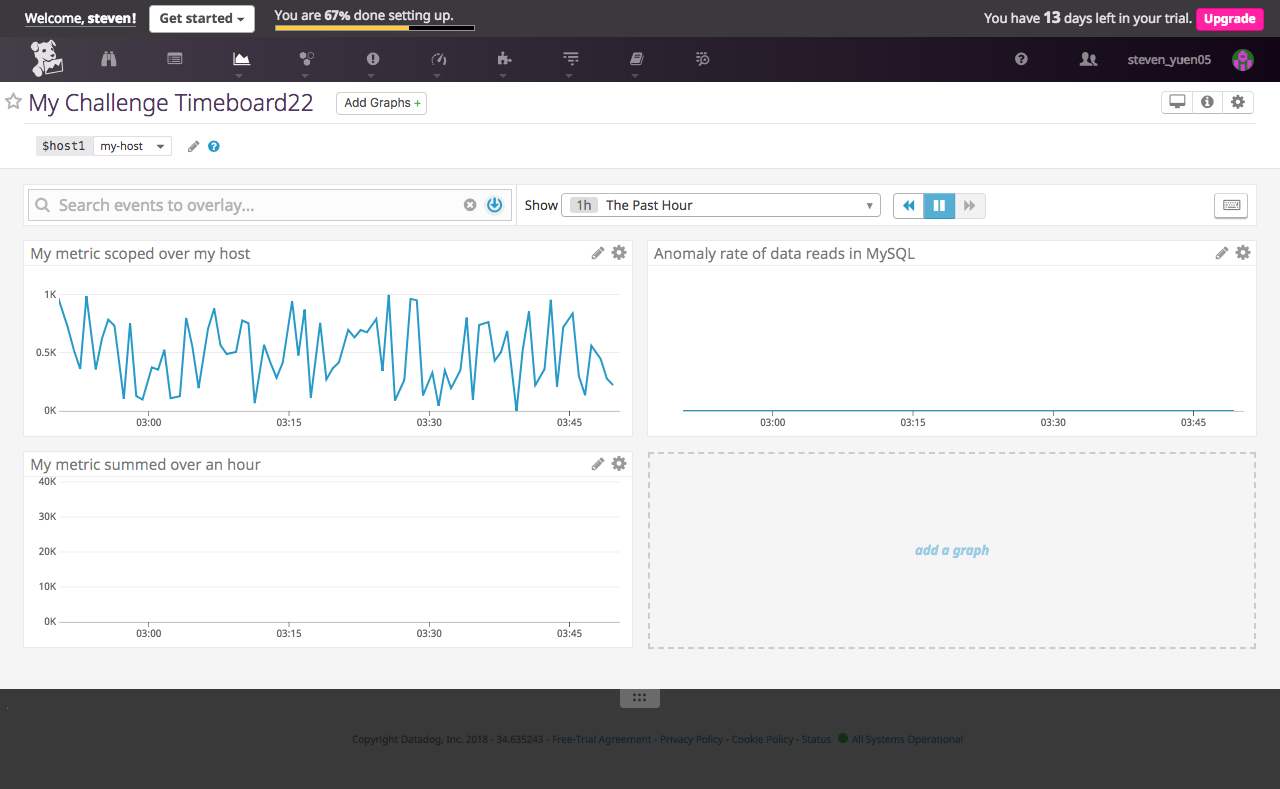 Welcome, steven!
Get started
You are 67% done setting up.
You have 13 days left in your trial.
Upgrade
steven_yuen05
My Challenge Timeboard22
Add Graphs +
$host1
my-host
Search events to overlay...
Show
1h
The Past Hour
My metric scoped over my host
1K
0.5K
0K
03:00
03:15
03:30
03:45
Anomaly rate of data reads in MySQL
03:00
03:15
03:30
03:45
My metric summed over an hour
40K
30K
20K
10K
0K
03:00
03:15
03:30
03:45
add a graph
Copyright Datadog, Inc. 2018 - 34.635243 - Free-Trial Agreement - Privacy Policy - Cookie Policy - Status All Systems Operational